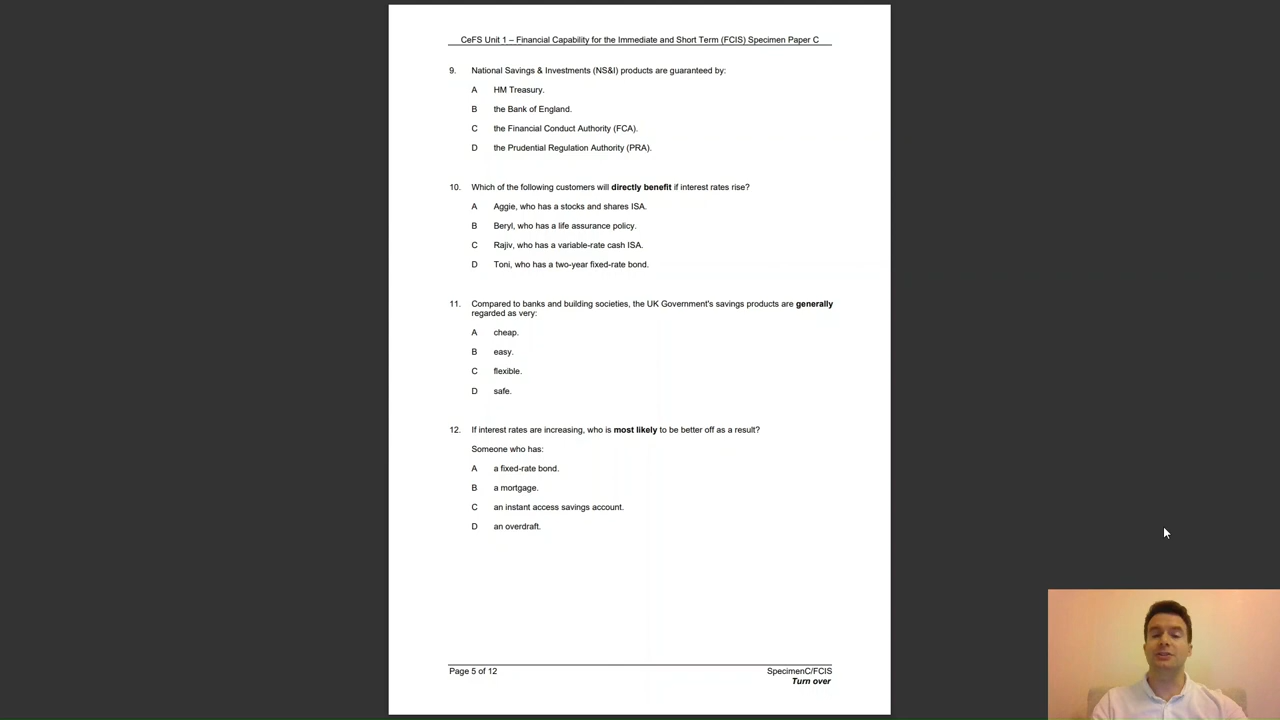 CeFS Unit 1 – Financial Capability for the Immediate and Short Term (FCIS) Specimen Paper C
9. National Savings & Investments (NS&I) products are guaranteed by:
A HM Treasury.
B the Bank of England.
C the Financial Conduct Authority (FCA).
D the Prudential Regulation Authority (PRA).
10. Which of the following customers will directly benefit if interest rates rise?
A Aggie, who has a stocks and shares ISA.
B Beryl, who has a life assurance policy.
C Rajiv, who has a variable-rate cash ISA.
D Toni, who has a two-year fixed-rate bond.
11. Compared to banks and building societies, the UK Government's savings products are generally
regarded as very:
A cheap.
B easy.
C flexible.
D safe.
12. If interest rates are increasing, who is most likely to be better off as a result?
Someone who has:
A a fixed-rate bond.
B a mortgage.
C an instant access savings account.
D an overdraft.
Page 5 of 12 SpecimenC/FCIS
Turn over